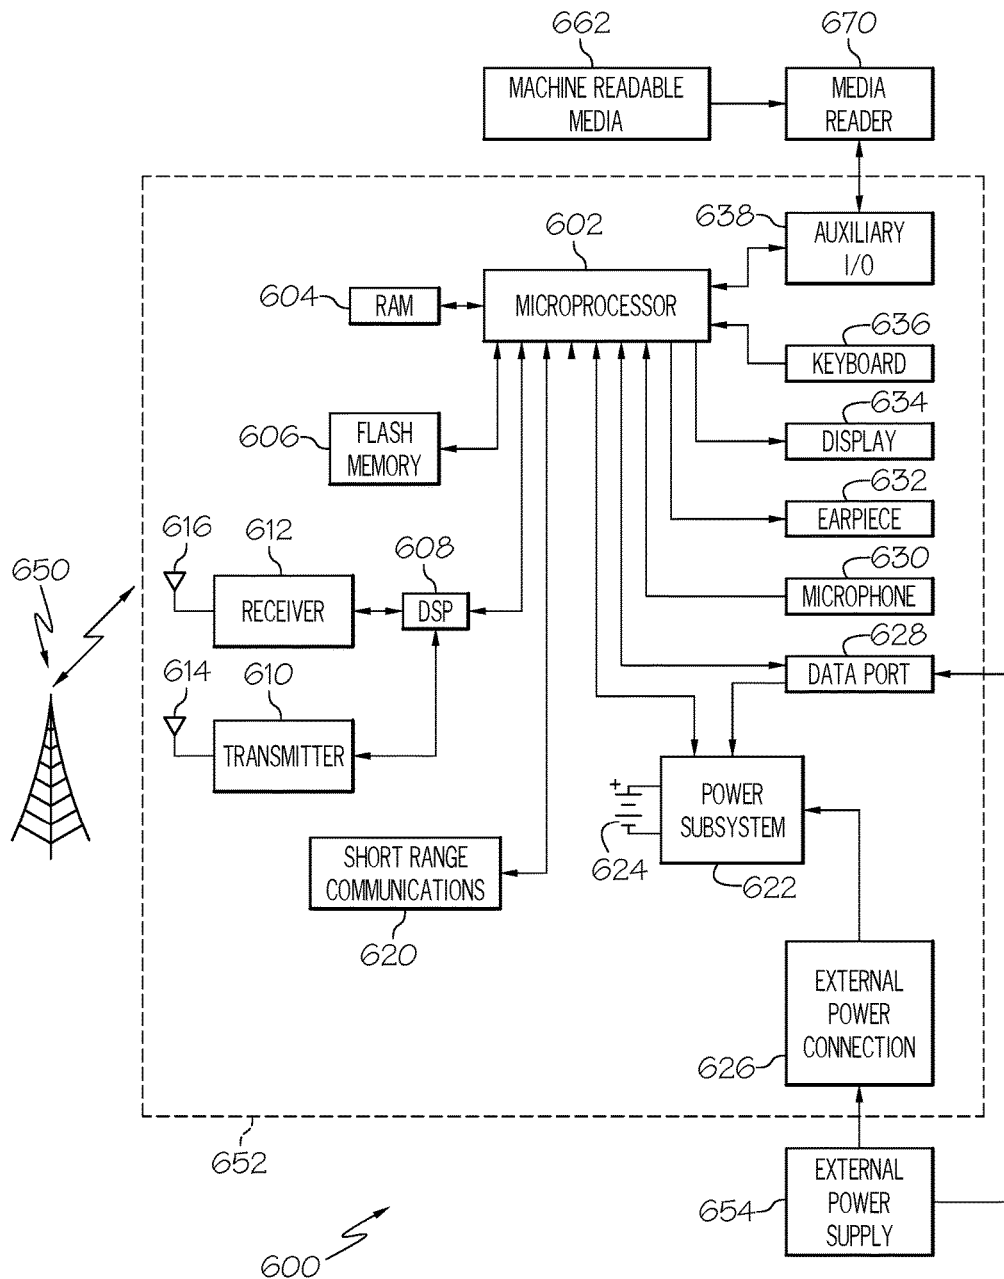 662
670
MACHINE READABLE
MEDIA
MEDIA
READER
638
AUXILIARY
I/O
602
MICROPROCESSOR
604
RAM
636
KEYBOARD
634
DISPLAY
606
FLASH
MEMORY
632
EARPIECE
616
612
608
630
650
RECEIVER
DSP
MICROPHONE
628
DATA PORT
614
610
TRANSMITTER
+
POWER
SUBSYSTEM
624
622
SHORT RANGE
COMMUNICATIONS
620
EXTERNAL
POWER
CONNECTION
626
652
654
EXTERNAL
POWER
SUPPLY
600